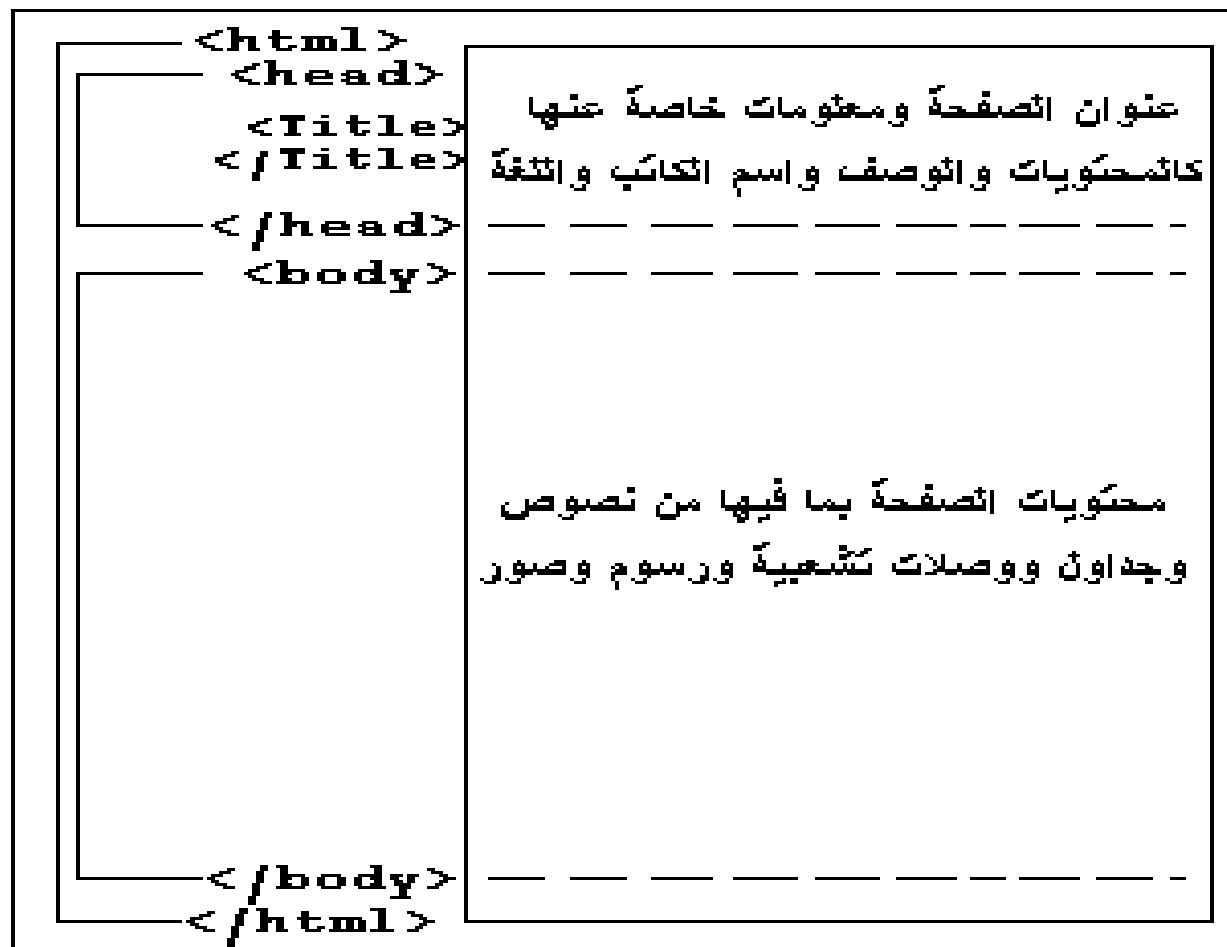 <html>
<head>
<Title>
</Title>
عنوان الصفحة ومعلومات خاصة عنها
كالمحتويات والوصف واسم الكاتب واللغة
</head>
<body>
محتويات الصفحة بما فيها من نصوص
وجداول ووصلات تشعبية ورسوم وصور
</body>
</html>